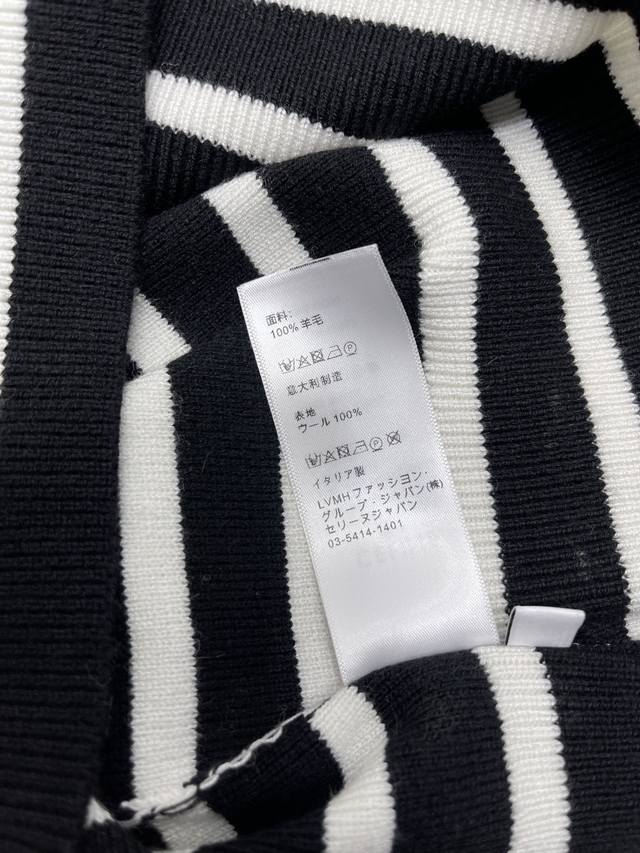 面料:
100% 羊毛
意大利制造
表地
ウール 100%
イタリア製
LVMHファッション・
グループ・ジャパン(株)
セリーヌジャパン
03-5414-1401